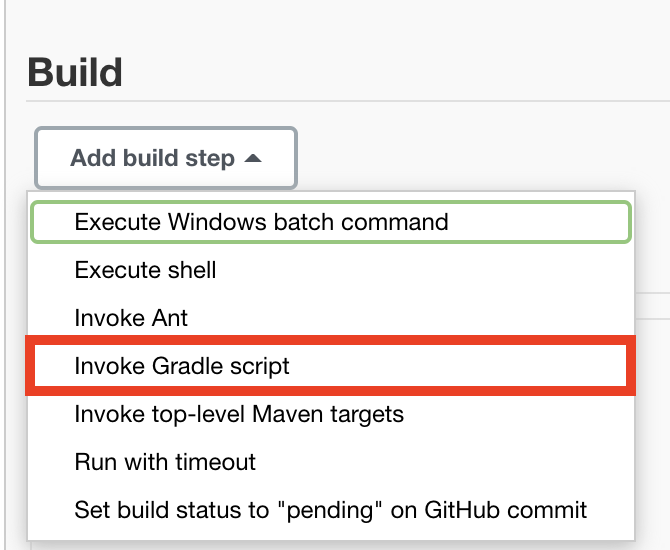 Build
Add build step
Execute Windows batch command
Execute shell
Invoke Ant
Invoke Gradle script
Invoke top-level Maven targets
Run with timeout
Set build status to "pending" on GitHub commit